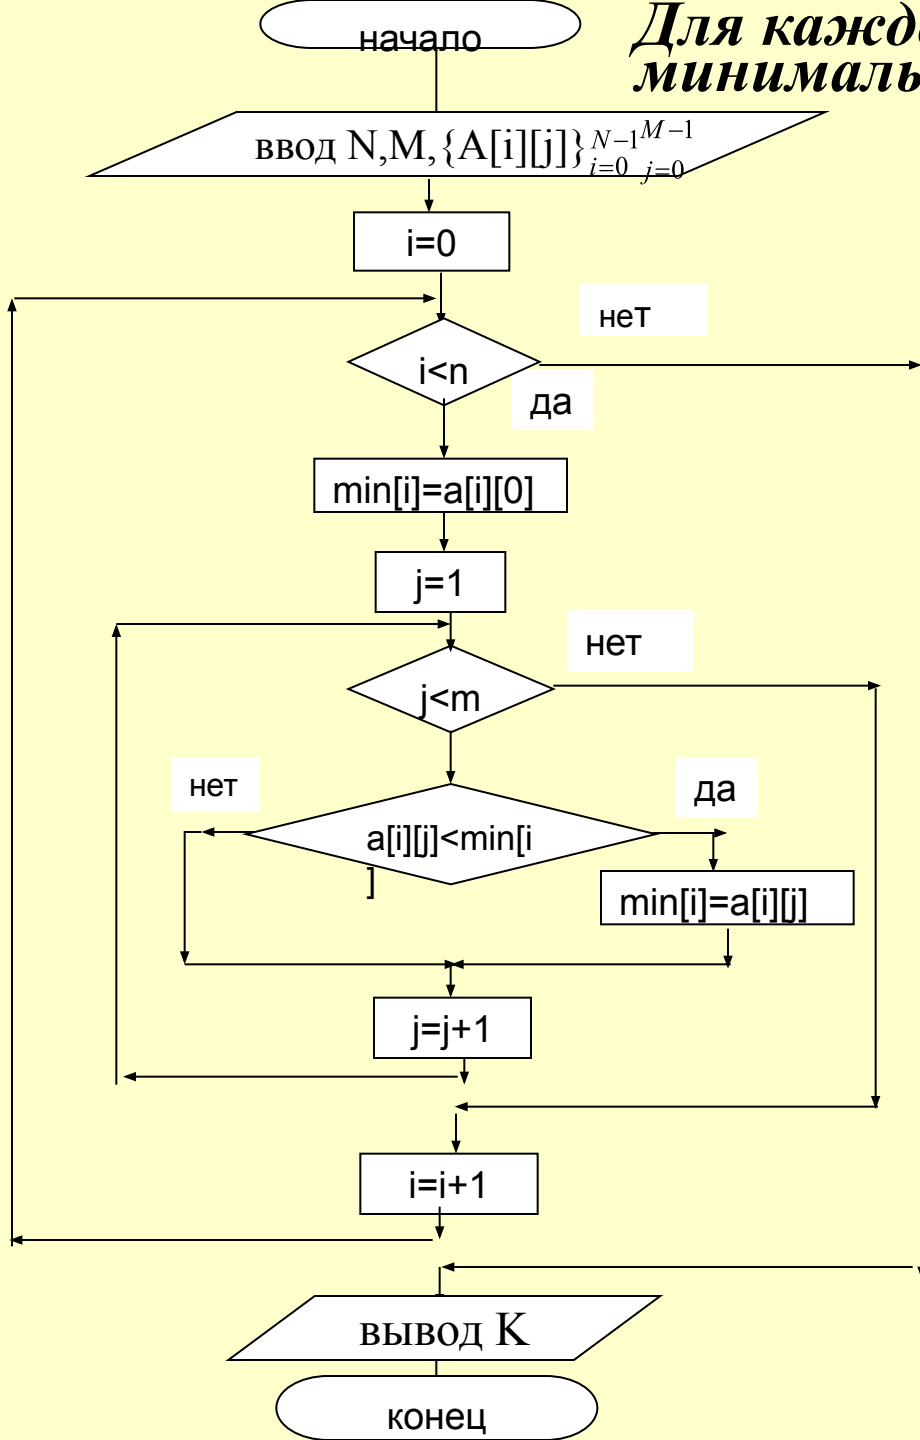 начало
Для кажд
минималь
ввод N,M,{A[i][j]}N−1 M−1 i=0 j=0
i=0
нет
i<n
да
min[i]=a[i][0]
j=1
нет
j<m
нет
да
a[i][j]<min[i
]
min[i]=a[i][j]
j=j+1
i=i+1
вывод K
конец